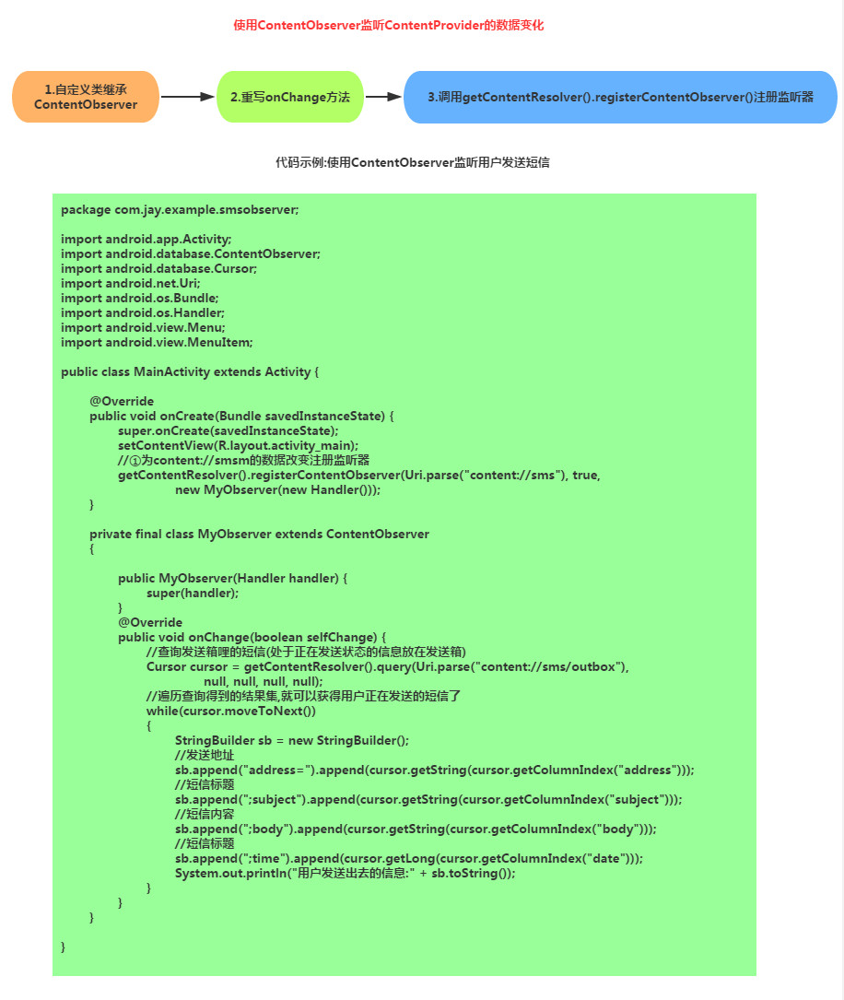 使用ContentObserver监听ContentProvider的数据变化
1.自定义类继承
ContentObserver
2.重写onChange方法
3.调用getContentResolver().registerContentObserver()注册监听器
代码示例:使用ContentObserver监听用户发送短信
package com.jay.example.smsobserver;
import android.app.Activity;
import android.database.ContentObserver;
import android.database.Cursor;
import android.net.Uri;
import android.os.Bundle;
import android.os.Handler;
import android.view.Menu;
import android.view.MenuItem;
public class MainActivity extends Activity {
@Override
public void onCreate(Bundle savedInstanceState) {
super.onCreate(savedInstanceState);
setContentView(R.layout.activity_main);
//①为content://smsm的数据改变注册监听器
getContentResolver().registerContentObserver(Uri.parse("content://sms"), true,
new MyObserver(new Handler()));
}
private final class MyObserver extends ContentObserver
{
public MyObserver(Handler handler) {
super(handler);
}
@Override
public void onChange(boolean selfChange) {
//查询发送箱哩的短信(处于正在发送状态的信息放在发送箱)
Cursor cursor = getContentResolver().query(Uri.parse("content://sms/outbox"),
null, null, null, null);
//遍历查询得到的结果集,就可以获得用户正在发送的短信了
while(cursor.moveToNext())
{
StringBuilder sb = new StringBuilder();
//发送地址
sb.append("address=").append(cursor.getString(cursor.getColumnIndex("address")));
//短信标题
sb.append(";subject").append(cursor.getString(cursor.getColumnIndex("subject")));
//短信内容
sb.append(";body").append(cursor.getString(cursor.getColumnIndex("body")));
//短信标题
sb.append(";time").append(cursor.getLong(cursor.getColumnIndex("date")));
System.out.println("用户发送出去的信息:" + sb.toString());
}
}
}
}